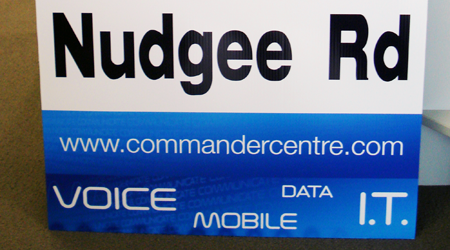 Nudgee Rd
www.commandercentre.com
VOICE MOBILE DATA I.T.